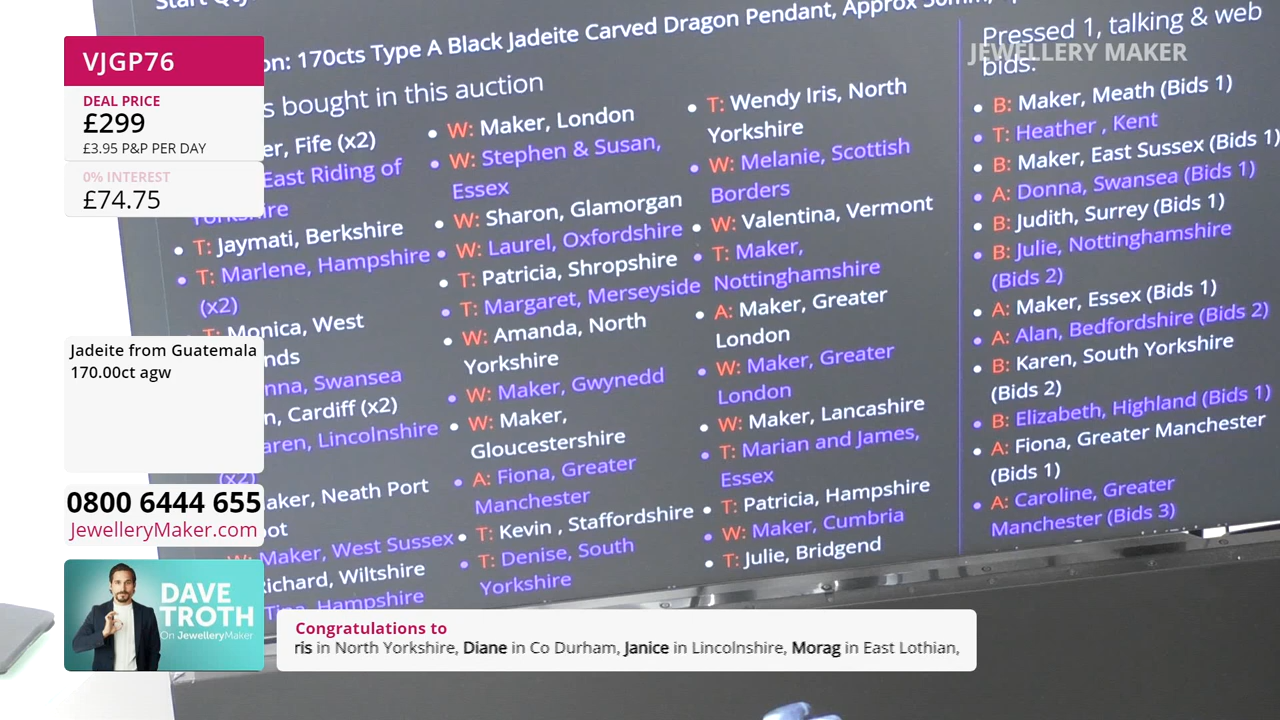 Start Qty:
on: 170cts Type A Black Jadeite Carved Dragon Pendant, Approx 50mm,
s bought in this auction
er, Fife (x2)
East Riding of
Yorkshire
T: Jaymati, Berkshire
T: Marlene, Hampshire
(x2)
T: Monica, West
nds
nna, Swansea
n, Cardiff (x2)
aren, Lincolnshire
(x2)
aker, Neath Port
bot
W: Maker, West Sussex
Richard, Wiltshire
Tina, Hampshire
W: Maker, London
W: Stephen & Susan,
Essex
W: Sharon, Glamorgan
W: Laurel, Oxfordshire
T: Patricia, Shropshire
T: Margaret, Merseyside
W: Amanda, North
Yorkshire
W: Maker, Gwynedd
W: Maker,
Gloucestershire
A: Fiona, Greater
Manchester
T: Kevin , Staffordshire
T: Denise, South
Yorkshire
T: Wendy Iris, North
Yorkshire
W: Melanie, Scottish
Borders
W: Valentina, Vermont
T: Maker,
Nottinghamshire
A: Maker, Greater
London
W: Maker, Greater
London
W: Maker, Lancashire
T: Marian and James,
Essex
T: Patricia, Hampshire
W: Maker, Cumbria
T: Julie, Bridgend
Pressed 1, talking & web
bids:
B: Maker, Meath (Bids 1)
T: Heather , Kent
B: Maker, East Sussex (Bids 1)
A: Donna, Swansea (Bids 1)
B: Judith, Surrey (Bids 1)
B: Julie, Nottinghamshire
(Bids 2)
A: Maker, Essex (Bids 1)
A: Alan, Bedfordshire (Bids 2)
B: Karen, South Yorkshire
(Bids 2)
B: Elizabeth, Highland (Bids 1)
A: Fiona, Greater Manchester
(Bids 1)
A: Caroline, Greater
Manchester (Bids 3)
JEWELLERY MAKER
VJGP76
DEAL PRICE
£299
£3.95 P&P PER DAY
0% INTEREST
£74.75
Jadeite from Guatemala
170.00ct agw
0800 6444 655
JewelleryMaker.com
DAVE
TROTH
On JewelleryMaker
Congratulations to
ris in North Yorkshire, Diane in Co Durham, Janice in Lincolnshire, Morag in East Lothian,